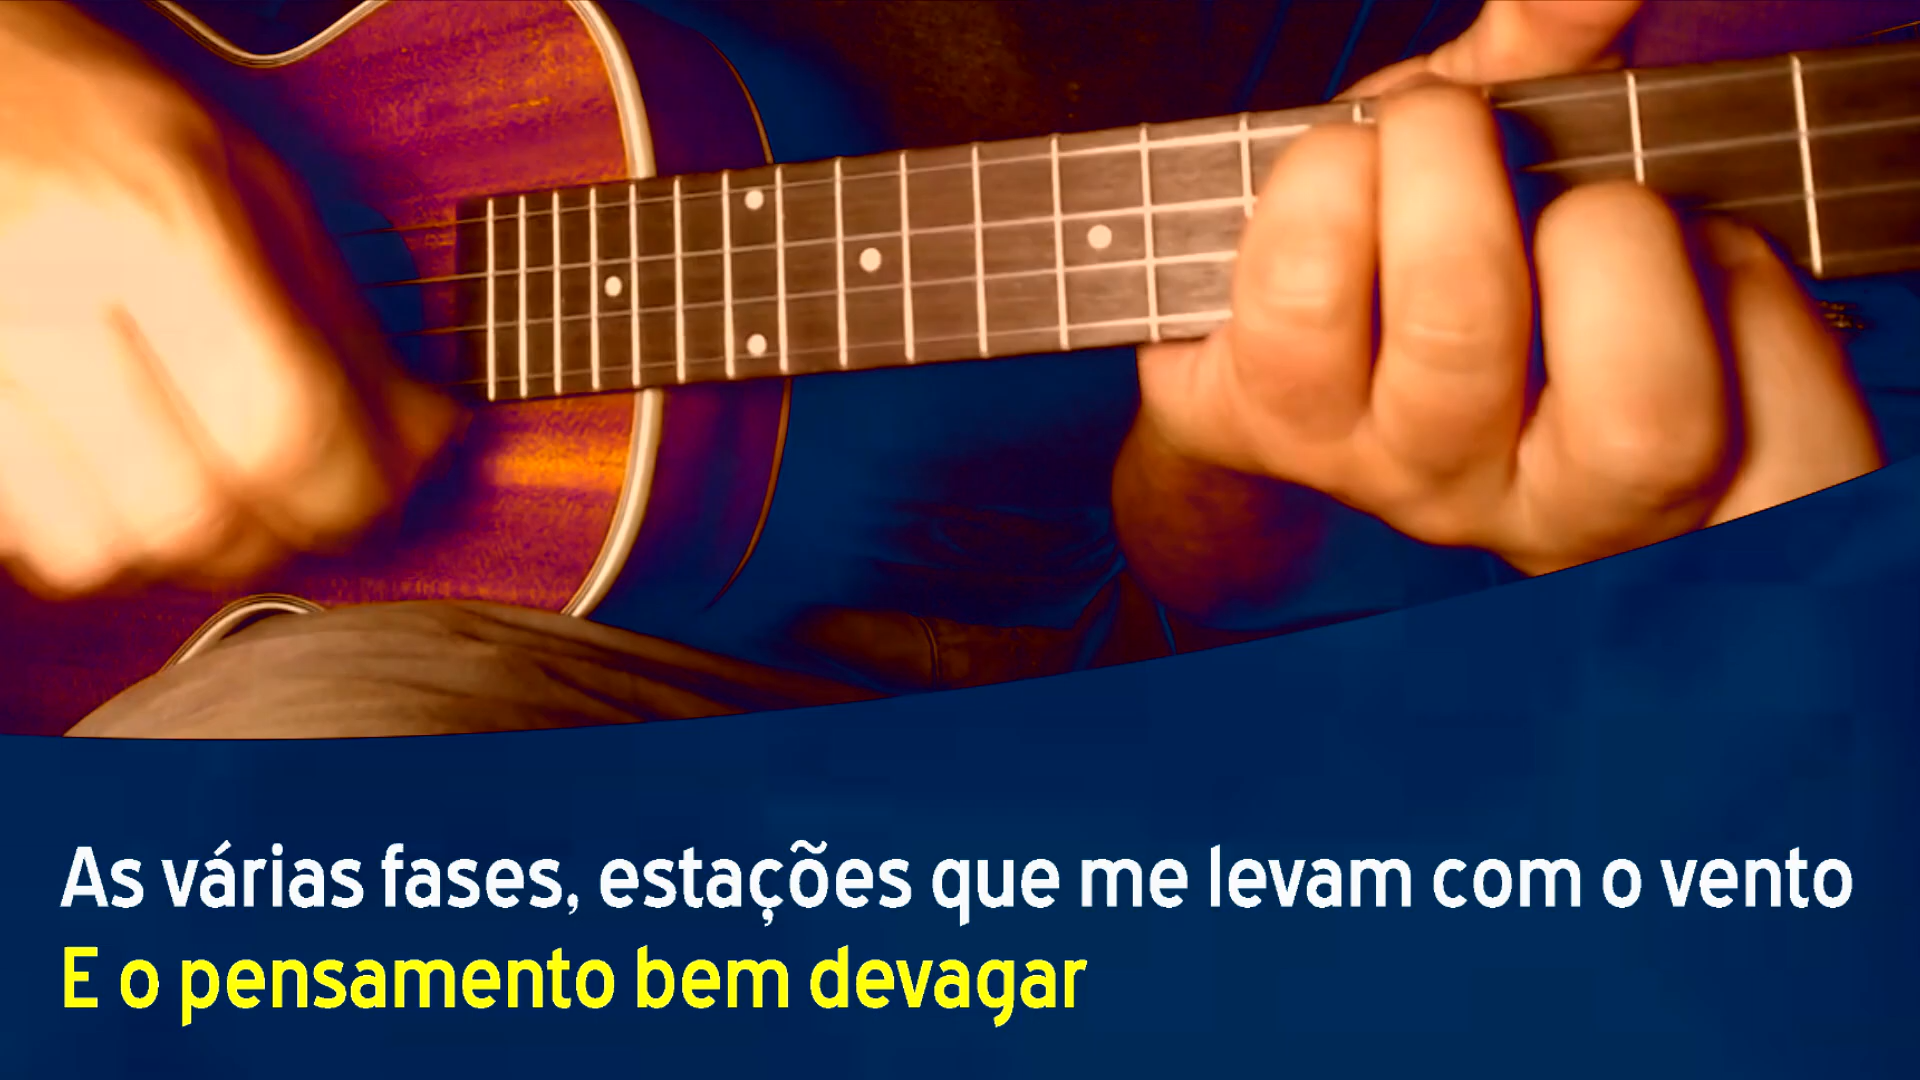 As várias fases, estações que me levam com o vento
E o pensamento bem devagar